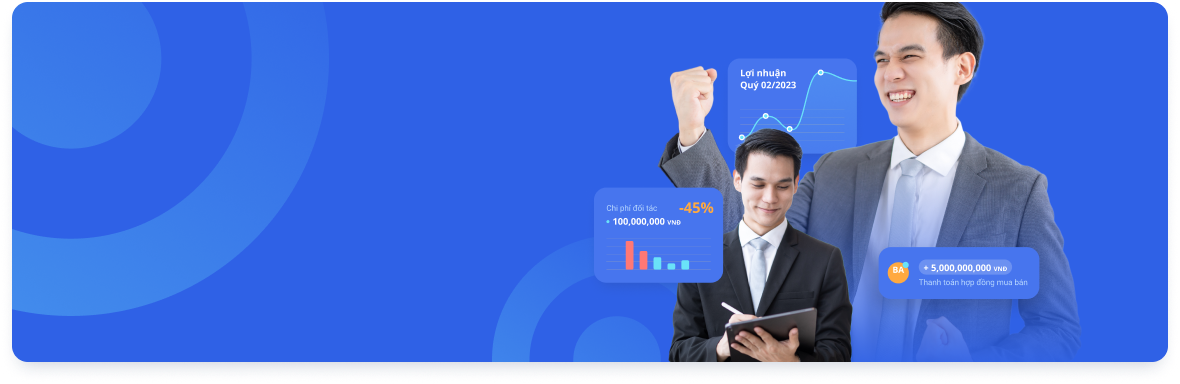 Lợi nhuận
Quý 02/2023
Chi phí đối tác
-45%
100,000,000 VNĐ
BA
+ 5,000,000,000 VNĐ
Thanh toán hợp đồng mua bán